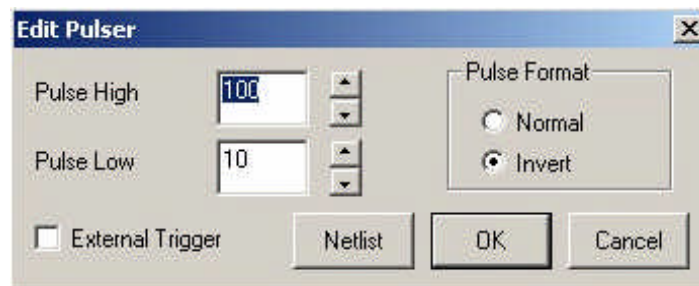 Edit Pulser
Pulse High
100
Pulse Low
10
External Trigger
Pulse Format
Normal
Invert
Netlist
OK
Cancel